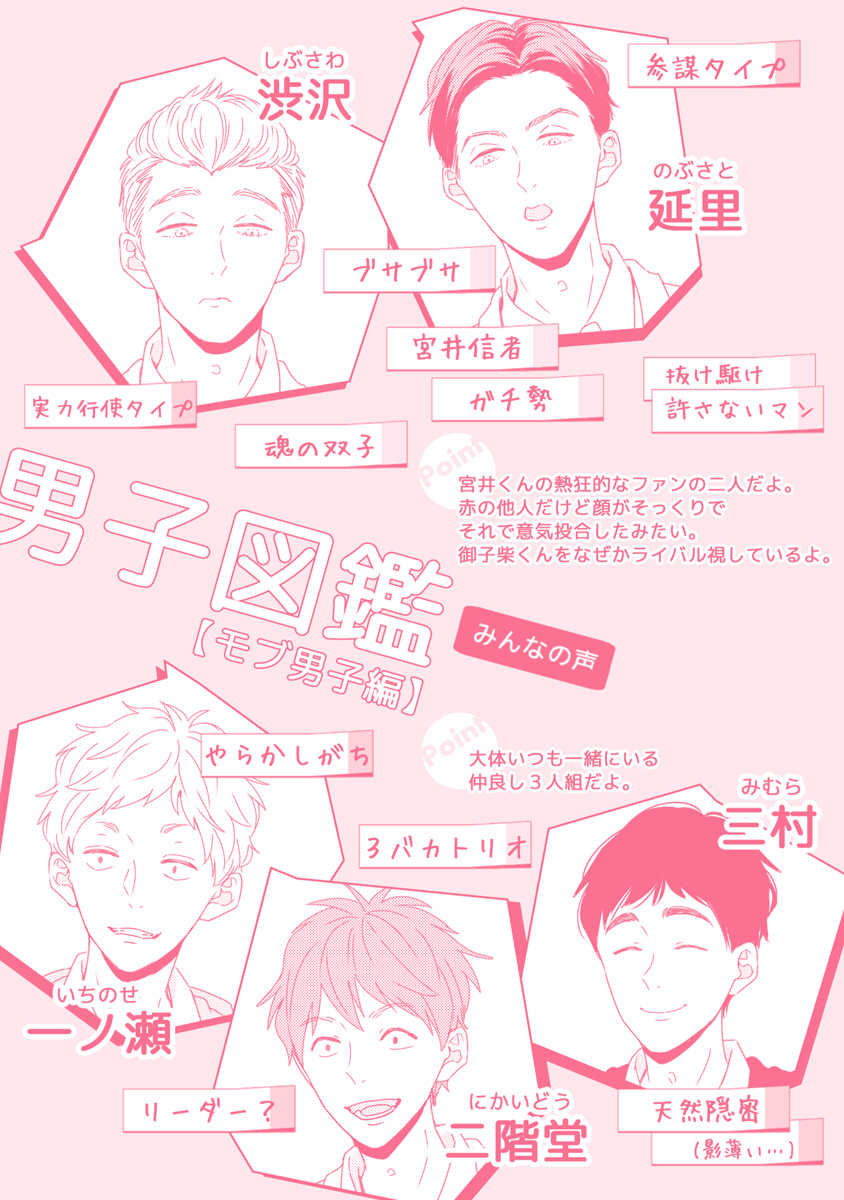 しぶさわ
渋沢
参謀タイプ
のぶさと
延里
ブサブサ
宮井信者
ガチ勢
抜け駆け
許さないマン
実力行使タイプ
魂の双子
Point
宮井くんの熱狂的なファンの二人だよ。
赤の他人だけど顔がそっくりで
それで意気投合したみたい。
御子柴くんをなぜかライバル視しているよ。
男子図鑑
【モブ男子編】
みんなの声
やらかしがち
Point
大体いつも一緒にいる
仲良し３人組だよ。
みむら
三村
３バカトリオ
いちのせ
一ノ瀬
リーダー？
にかいどう
二階堂
天然隠密
(影薄い…)